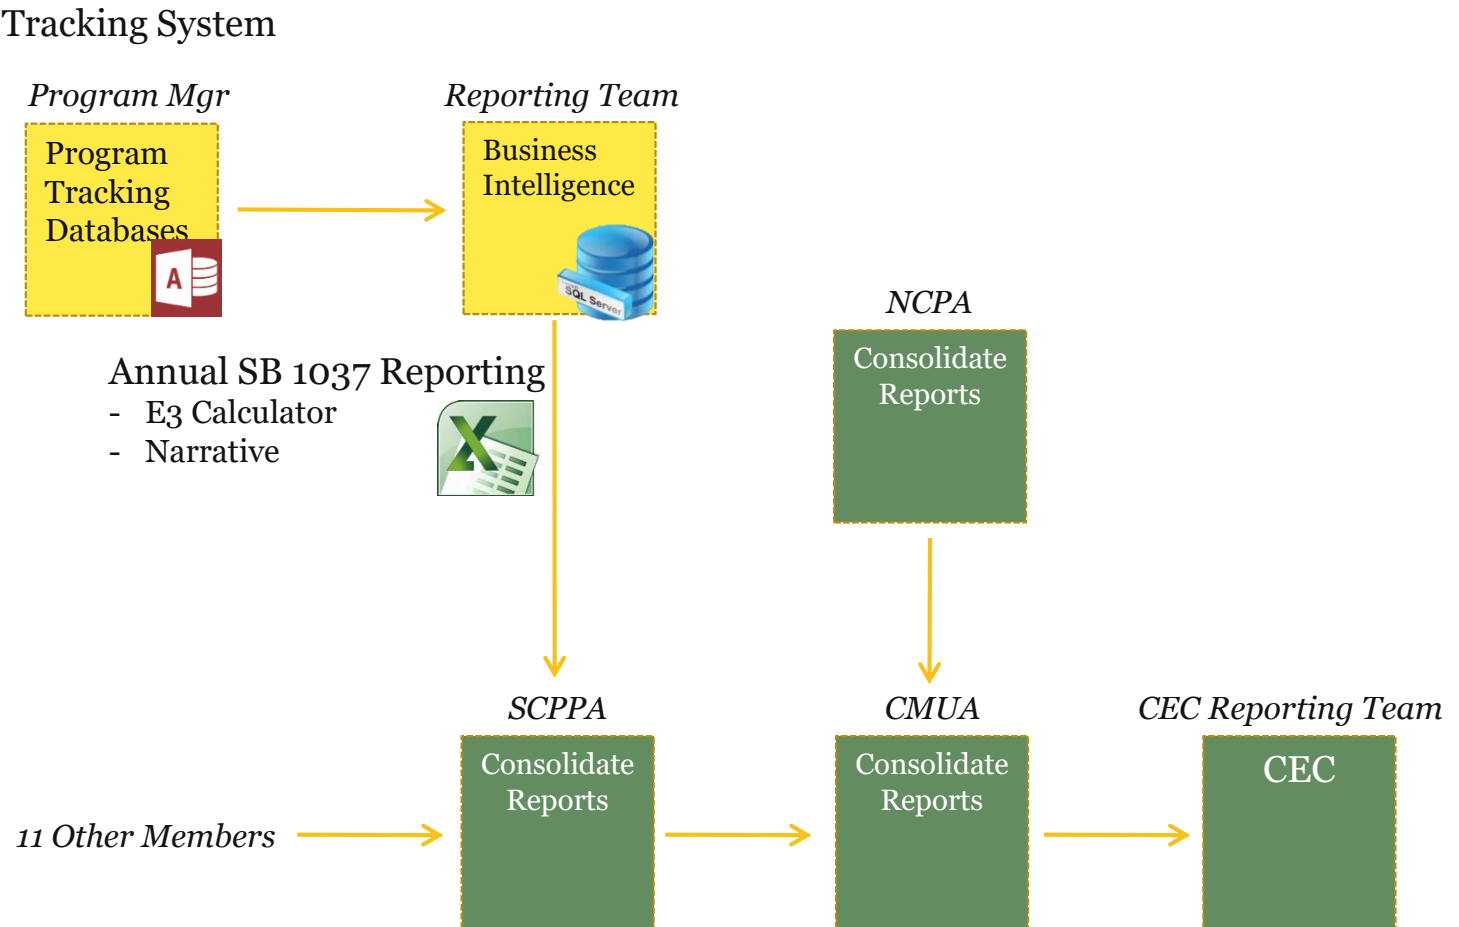 Tracking System
Program Mgr
Reporting Team
Program
Tracking
Databases
A
Business
Intelligence
SQL Server
NCPA
Consolidate
Reports
Annual SB 1037 Reporting
- E3 Calculator
- Narrative
X
SCPPA
CMUA
CEC Reporting Team
Consolidate
Reports
Consolidate
Reports
CEC
11 Other Members